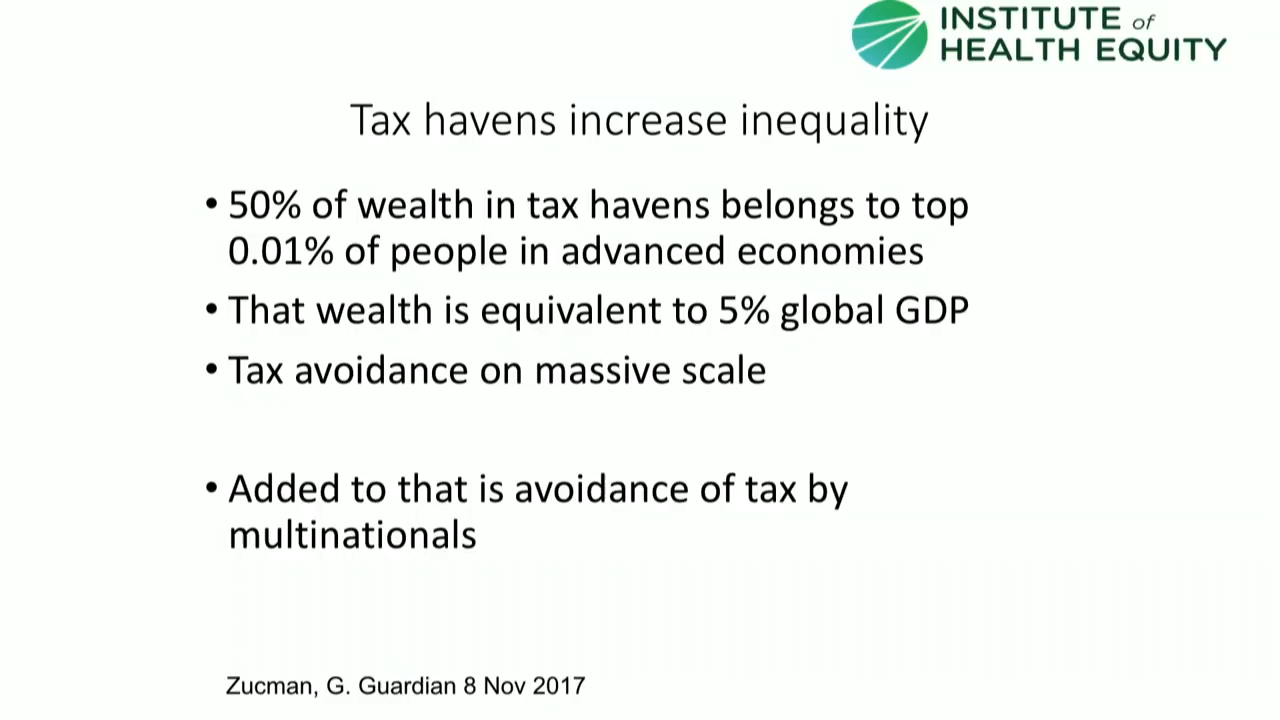 INSTITUTE of
HEALTH EQUITY
Tax havens increase inequality
• 50% of wealth in tax havens belongs to top
0.01% of people in advanced economies
• That wealth is equivalent to 5% global GDP
• Tax avoidance on massive scale
• Added to that is avoidance of tax by
multinationals
Zucman, G. Guardian 8 Nov 2017